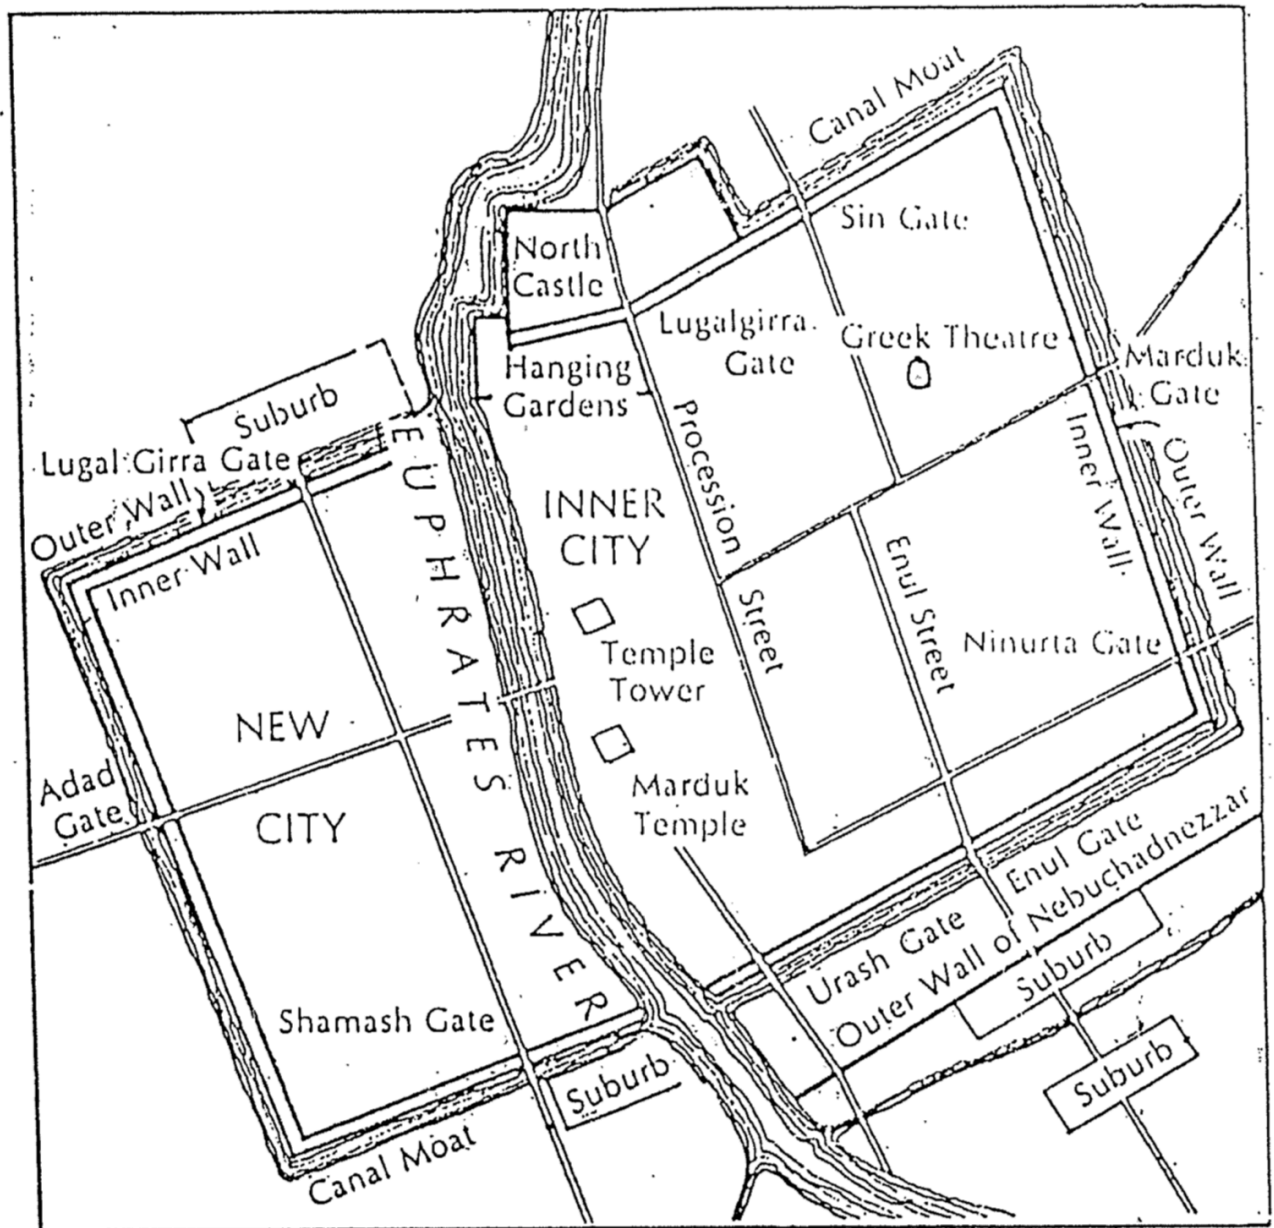 Canal Moat
Sin Gate
North
Castle
Lugalgirra
Gate
Greek Theatre
Marduk
Gate
Hanging
Gardens
Suburb
Lugal Girra Gate
Outer Wall
Inner Wall
EUPHRATES RIVER
Procession
Street
INNER
CITY
Inner Wall
Outer Wall
Enul Street
Ninurta Gate
Temple
Tower
NEW
CITY
Adad
Gate
Marduk
Temple
Enul Gate
Urash Gate
Outer Wall of Nebuchadnezzar
Suburb
Shamash Gate
Suburb
Suburb
Canal Moat